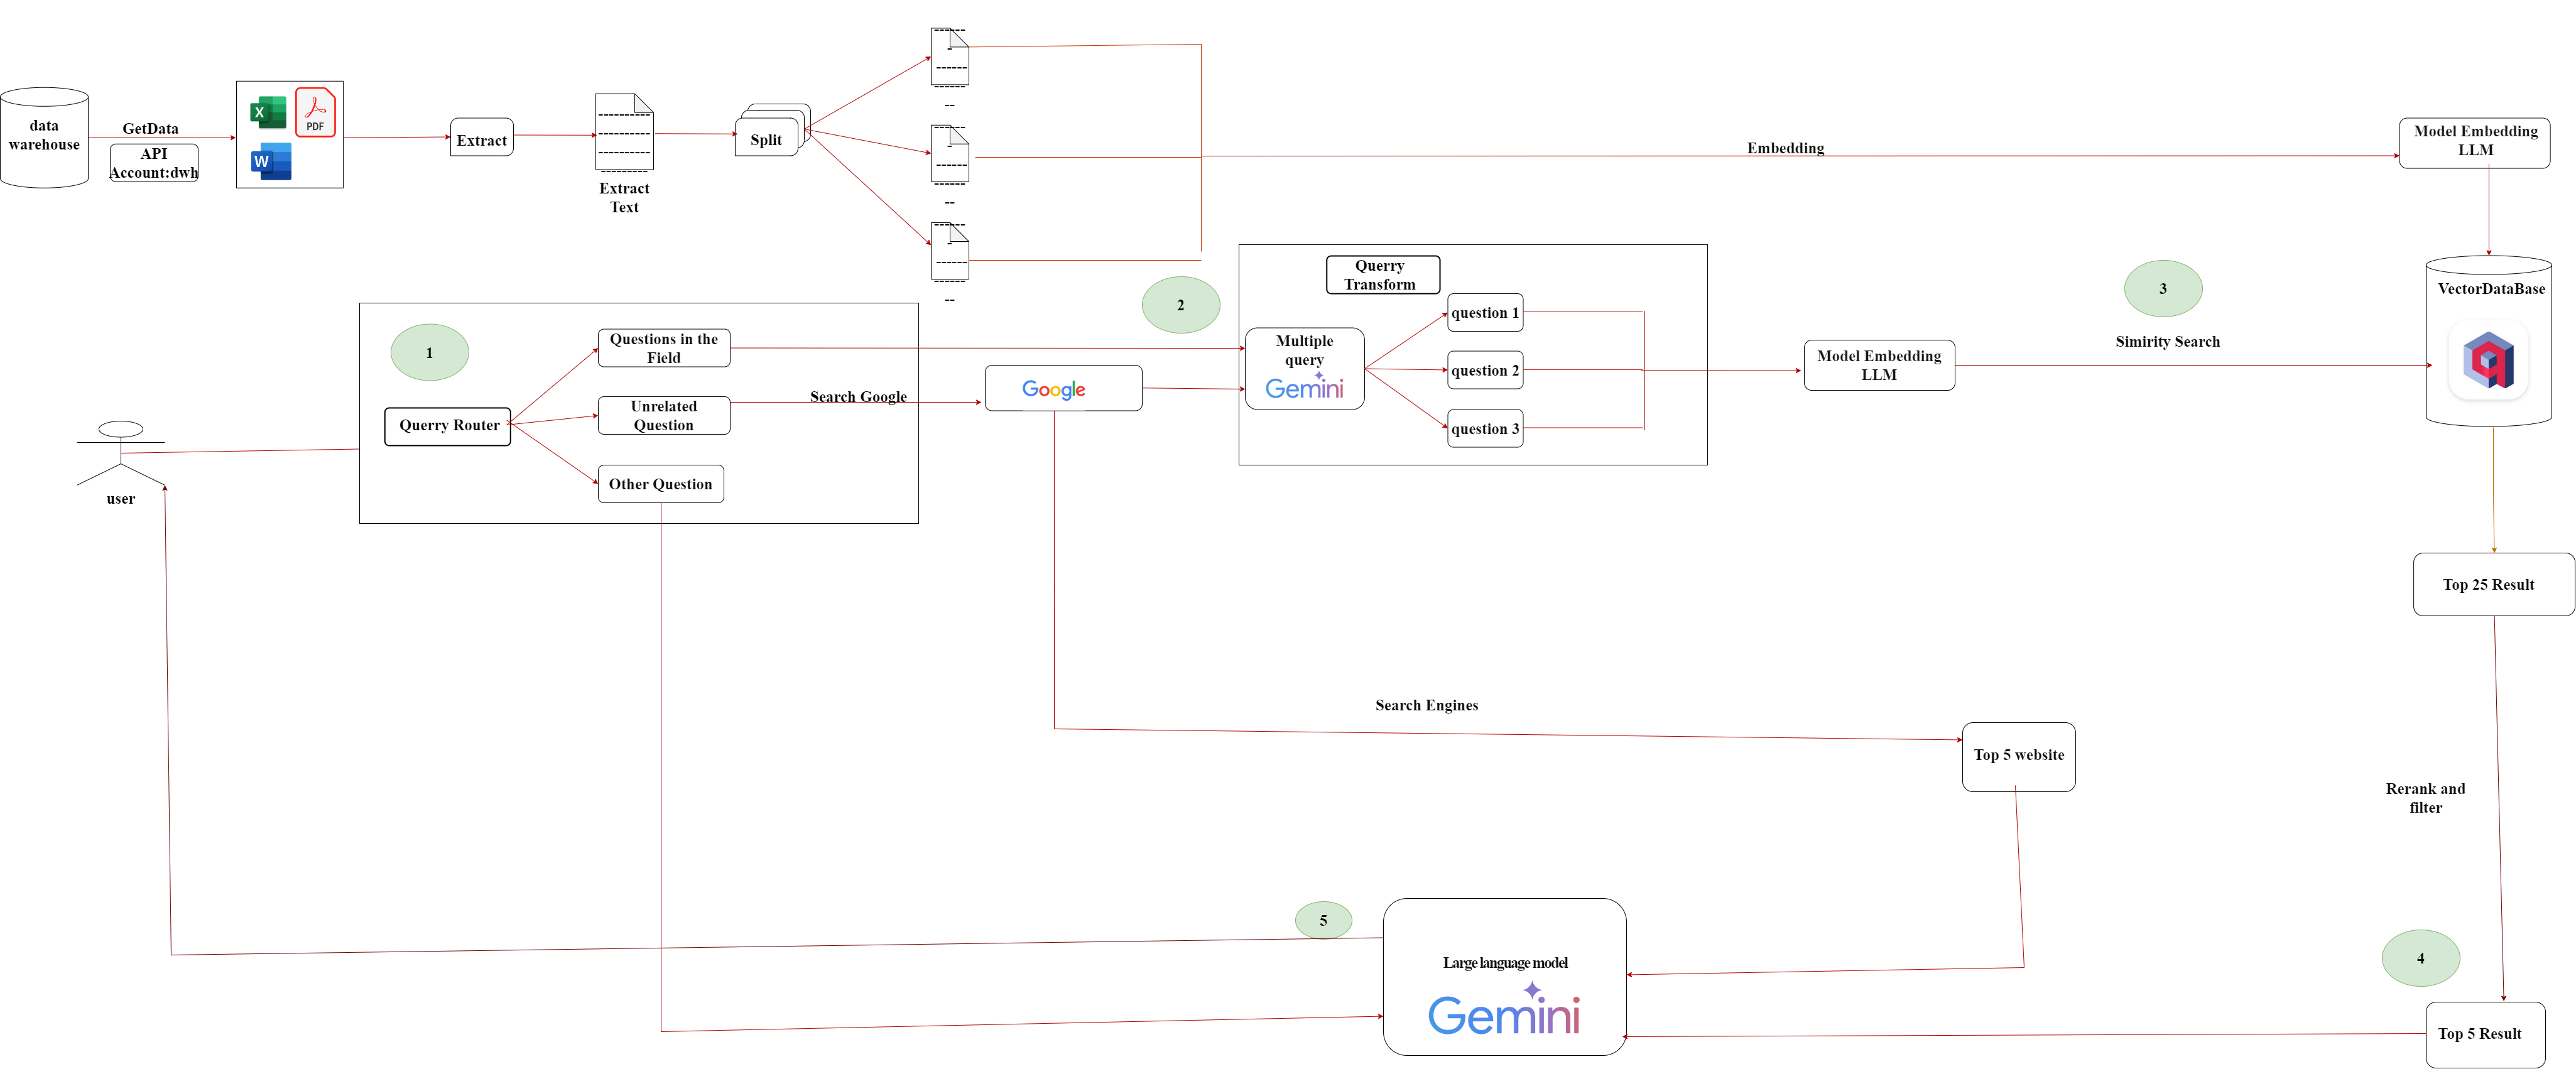 data
warehouse
GetData
API
Account:dwh
X
PDF
W
Extract
Extract
Text
Split
Embedding
Model Embedding
LLM
VectorDataBase
1
Querry Router
Questions in the
Field
Unrelated
Question
Other Question
user
Search Google
Google
2
Querry
Transform
Multiple
query
Gemini
question 1
question 2
question 3
Model Embedding
LLM
3
Simirity Search
Top 25 Result
Search Engines
Top 5 website
Rerank and
filter
4
Top 5 Result
5
Large language model
Gemini